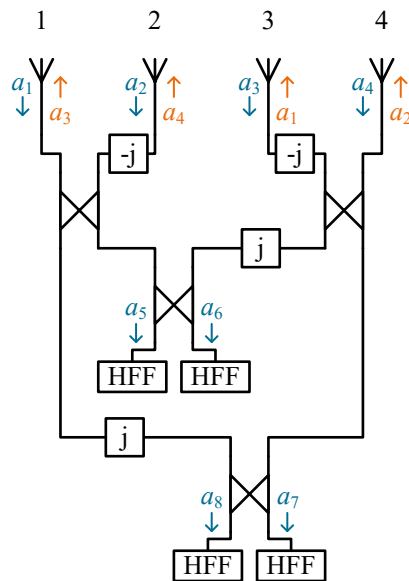 1 2 3 4
a₁ a₃ a₂ a₄ a₃ a₁ a₄ a₂
-j -j
j
a₅ a₆
HFF HFF
j
a₈ a₇
HFF HFF